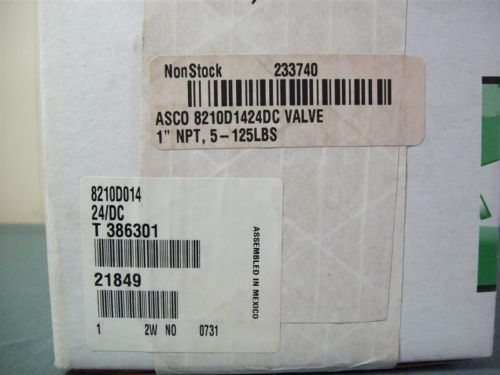 NonStock 233740
ASCO 8210D1424DC VALVE
1" NPT, 5-125LBS
8210D014
24/DC
T 386301
21849
1 2W NO 0731
ASSEMBLED IN MEXICO